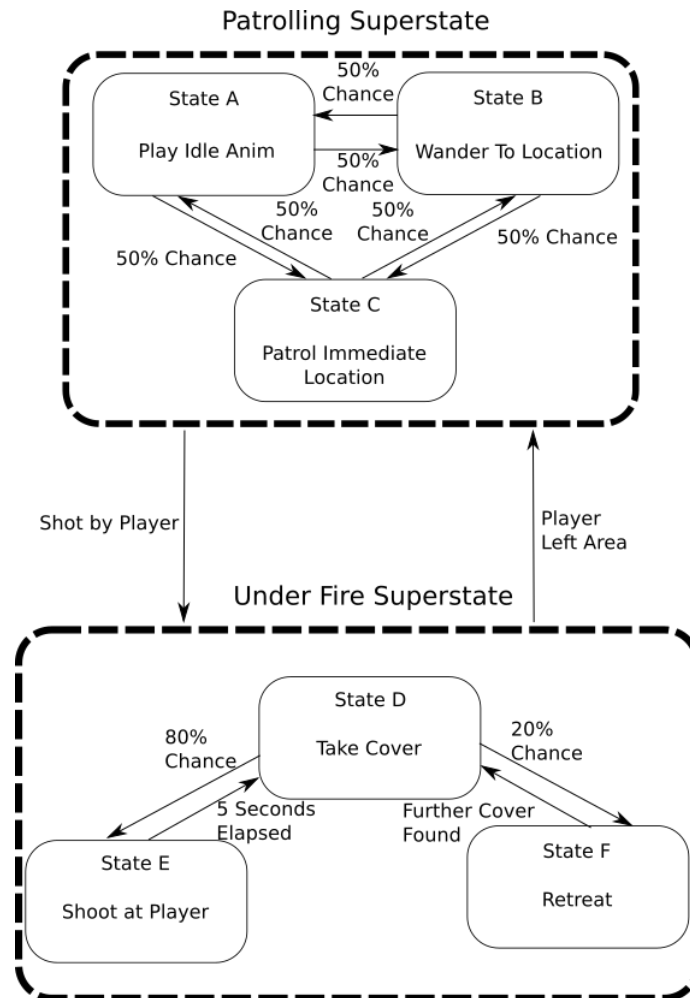 Patrolling Superstate
50%
Chance
State A
Play Idle Anim
State B
Wander To Location
50%
Chance
50%
Chance
50%
Chance
50% Chance
50% Chance
State C
Patrol Immediate
Location
Shot by Player
Player
Left Area
Under Fire Superstate
State D
Take Cover
80%
Chance
20%
Chance
5 Seconds
Elapsed
Further Cover
Found
State E
Shoot at Player
State F
Retreat